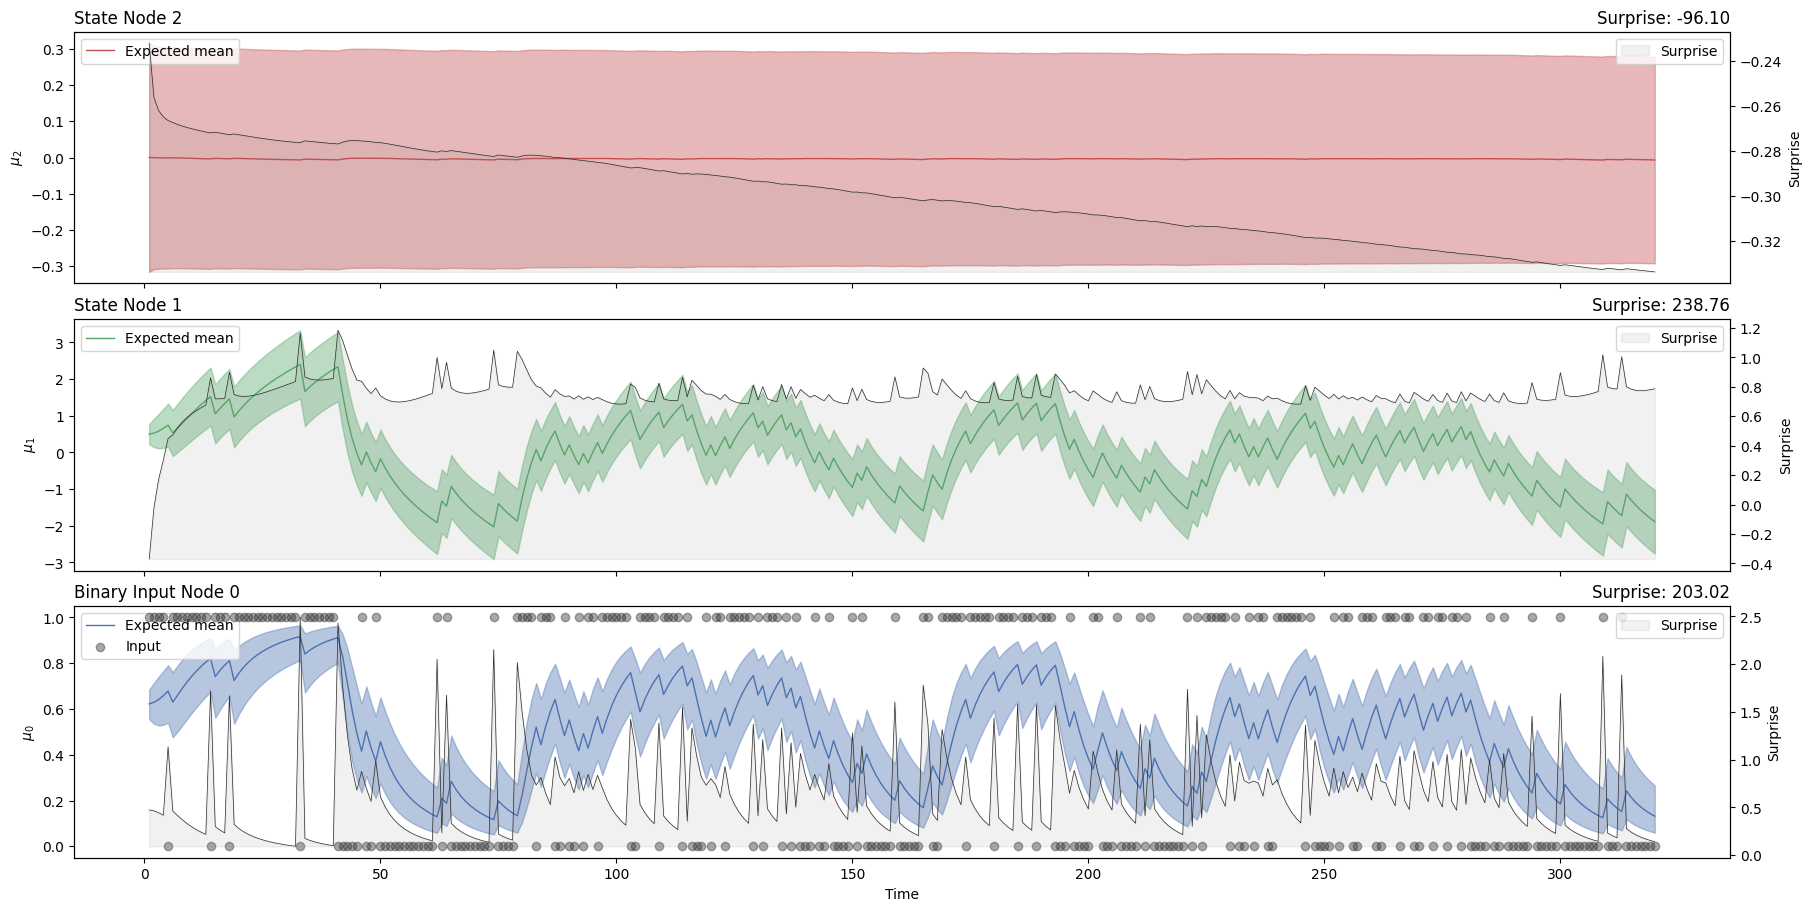 State Node 2 Surprise: -96.10
Expected mean
Surprise
0.3
0.2
0.1
0.0
−0.1
−0.2
−0.3
μ2
−0.24
−0.26
−0.28
−0.30
−0.32
Surprise
State Node 1 Surprise: 238.76
Expected mean
Surprise
3
2
1
0
−1
−2
−3
μ1
1.2
1.0
0.8
0.6
0.4
0.2
0.0
−0.2
−0.4
Surprise
Binary Input Node 0 Surprise: 203.02
Expected mean
Input
Surprise
1.0
0.8
0.6
0.4
0.2
0.0
μ0
2.5
2.0
1.5
1.0
0.5
0.0
Surprise
0 50 100 150 200 250 300
Time